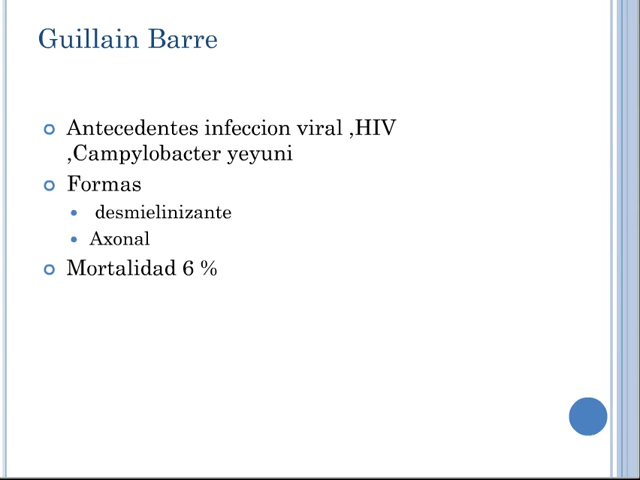 Guillain Barre
Antecedentes infeccion viral ,HIV
,Campylobacter yeyuni
Formas
desmielinizante
Axonal
Mortalidad 6 %